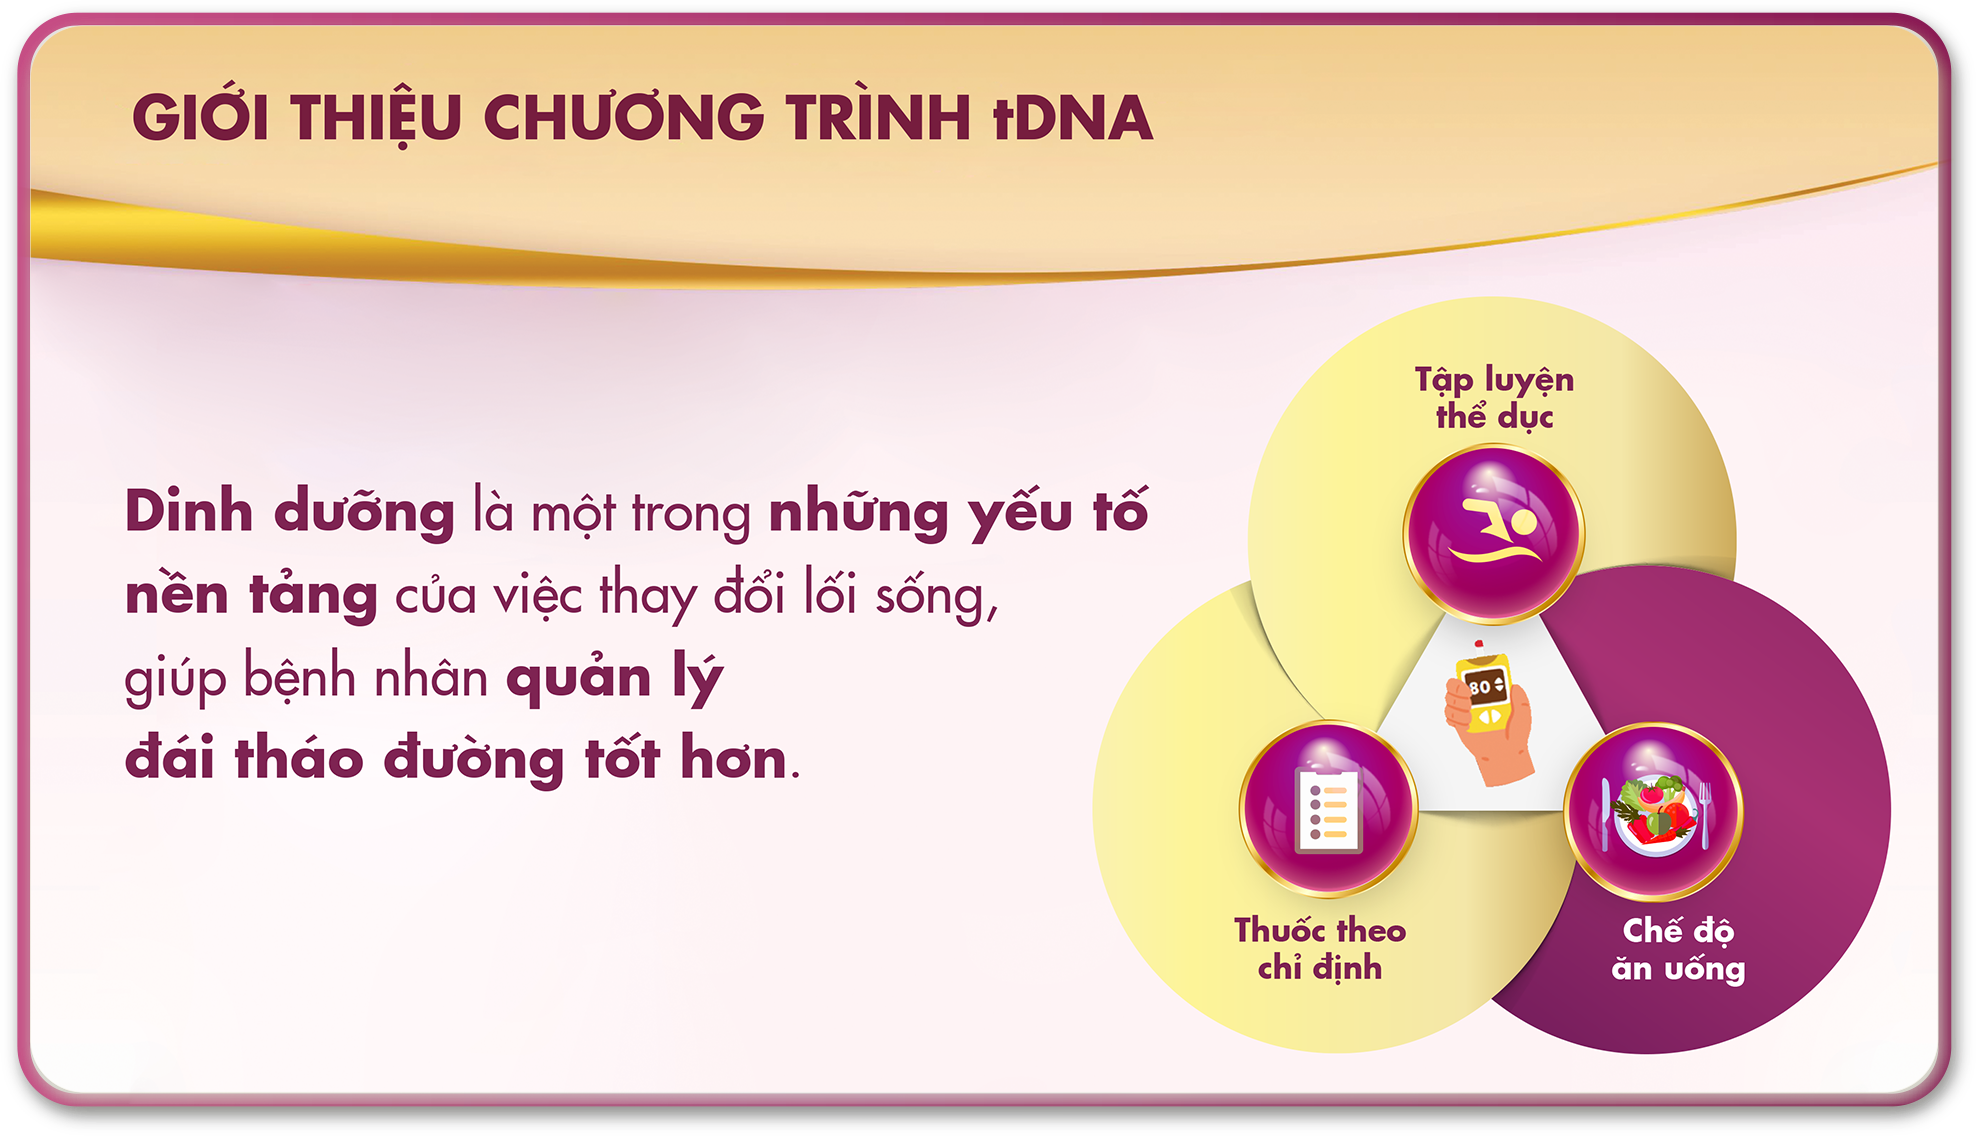 GIỚI THIỆU CHƯƠNG TRÌNH tDNA
Dinh dưỡng là một trong những yếu tố
nền tảng của việc thay đổi lối sống,
giúp bệnh nhân quản lý
đái tháo đường tốt hơn.
Tập luyện
thể dục
80
Thuốc theo
chỉ định
Chế độ
ăn uống